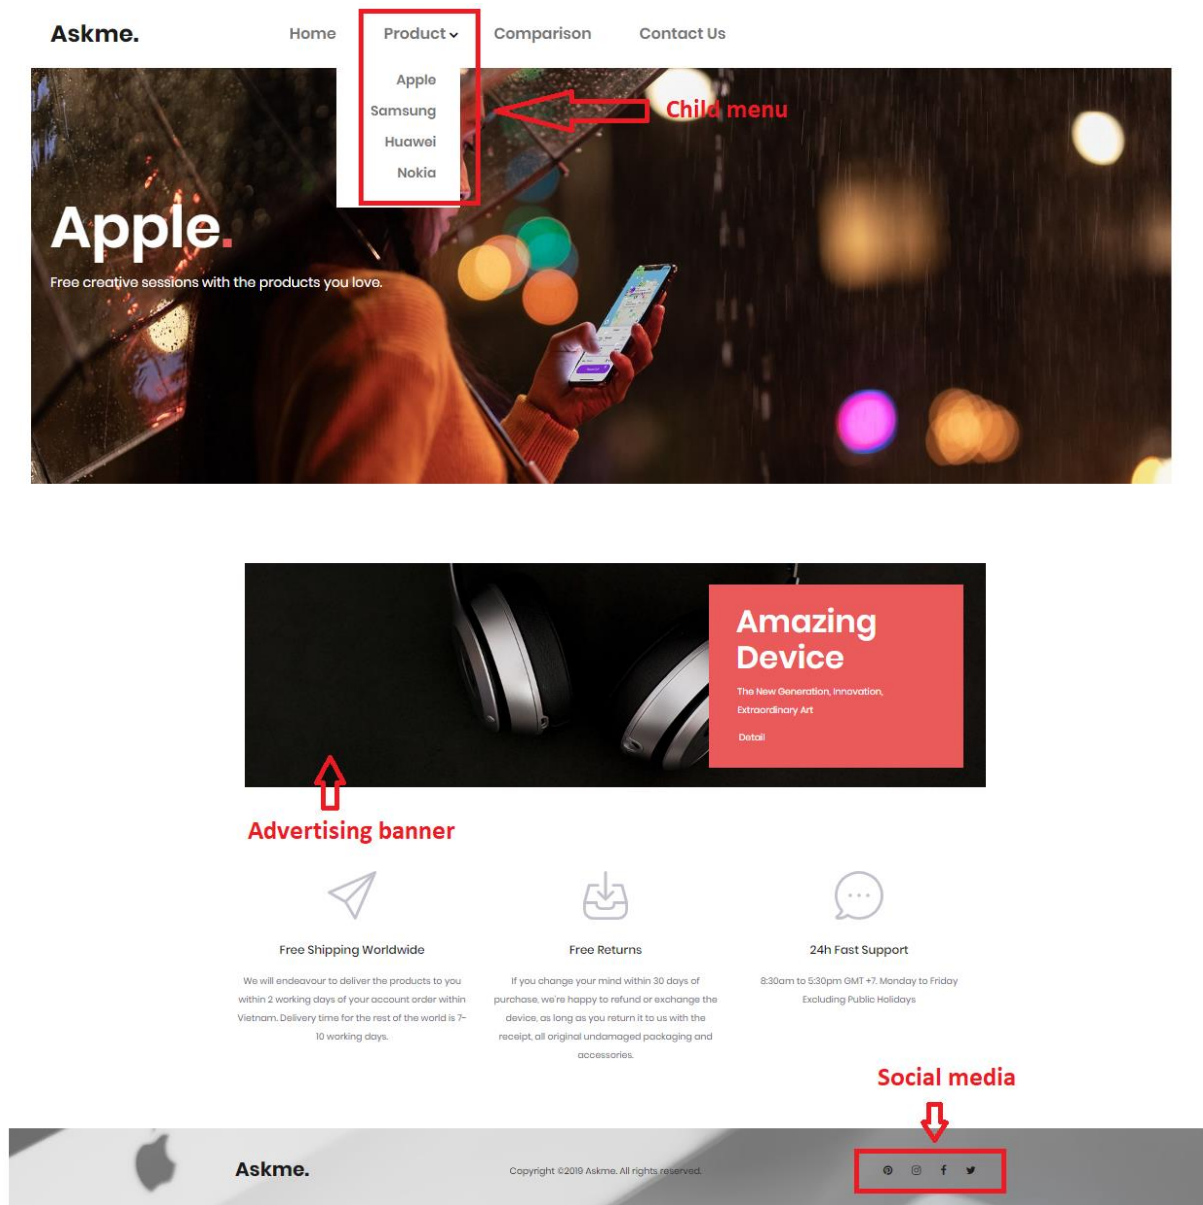 Askme.
Home
Product
Comparison
Contact Us
Apple
Samsung
Huawei
Nokia
Child menu
Apple.
Free creative sessions with the products you love.
Amazing
Device
The New Generation, Innovation,
Extraordinary Art
Detail
Advertising banner
Free Shipping Worldwide
We will endeavour to deliver the products to you
within 2 working days of your account order within
Vietnam. Delivery time for the rest of the world is 7-
10 working days.
Free Returns
If you change your mind within 30 days of
purchase, we're happy to refund or exchange the
device, as long as you return it to us with the
receipt, all original undamaged packaging and
accessories.
24h Fast Support
8:30am to 5:30pm GMT +7. Monday to Friday
Excluding Public Holidays
Social media
Askme.
Copyright ©2019 Askme. All rights reserved.